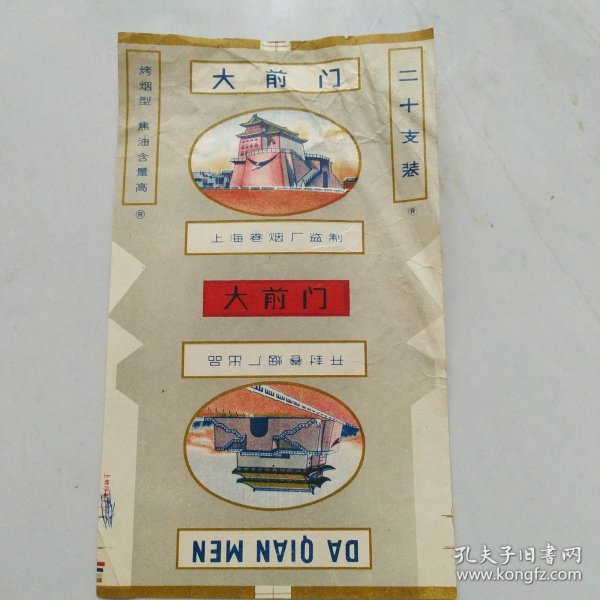 大前门
烤烟型 焦油含量高
®
二十支装
R
上海卷烟厂监制
大前门
开封卷烟厂出品
DA QIAN MEN
孔夫子旧书网
www.kongfz.com